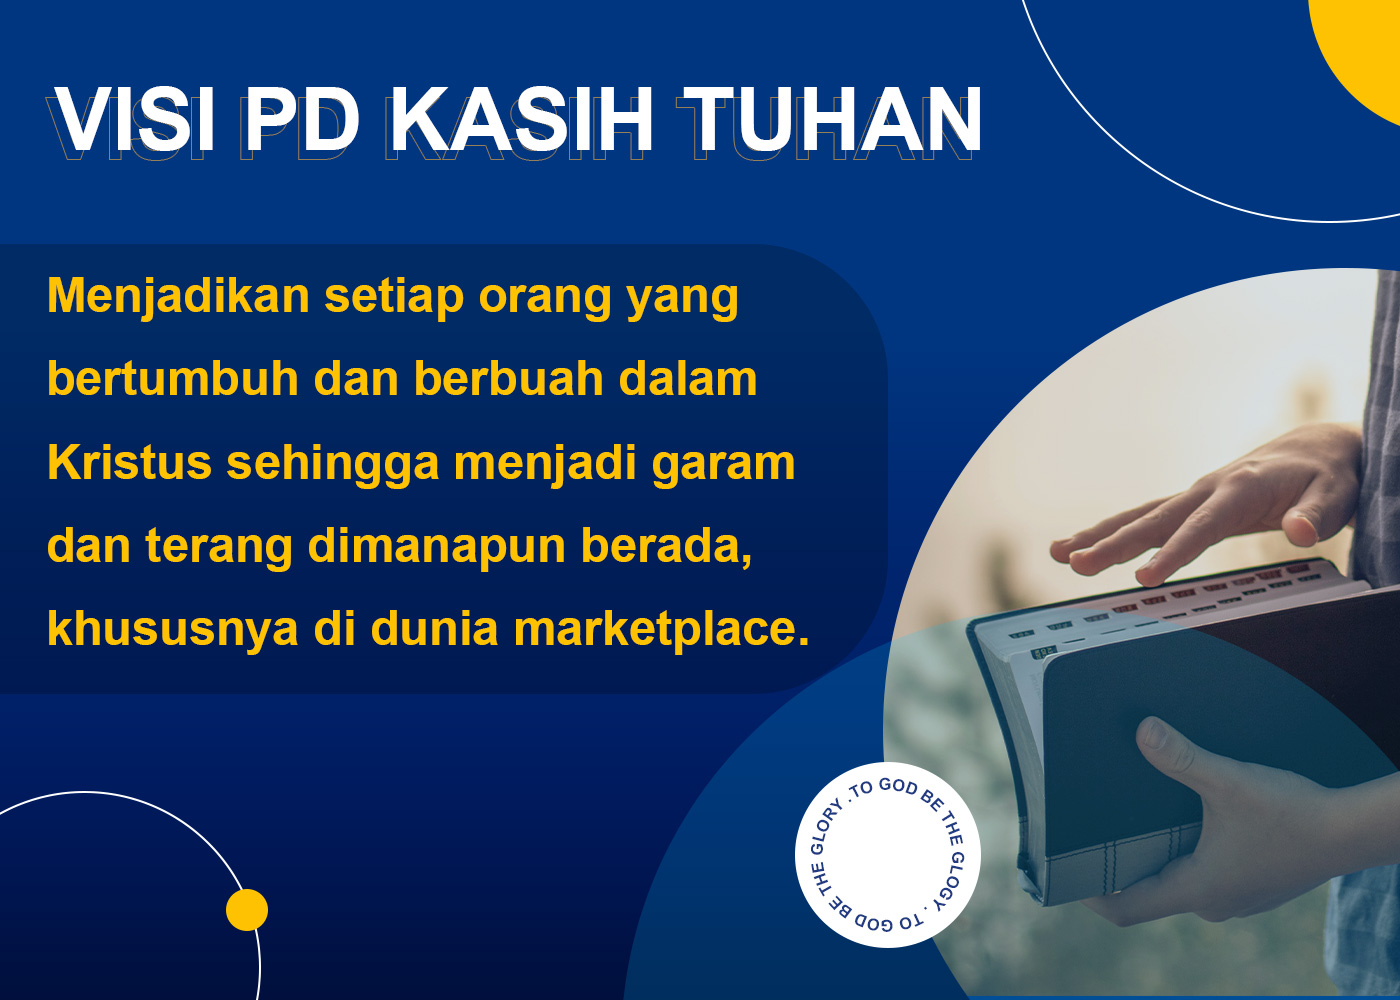 VISI PD KASIH TUHAN
Menjadikan setiap orang yang
bertumbuh dan berbuah dalam
Kristus sehingga menjadi garam
dan terang dimanapun berada,
khususnya di dunia marketplace.
.TO GOD BE THE GLOGY . TO GOD BE THE GLORY